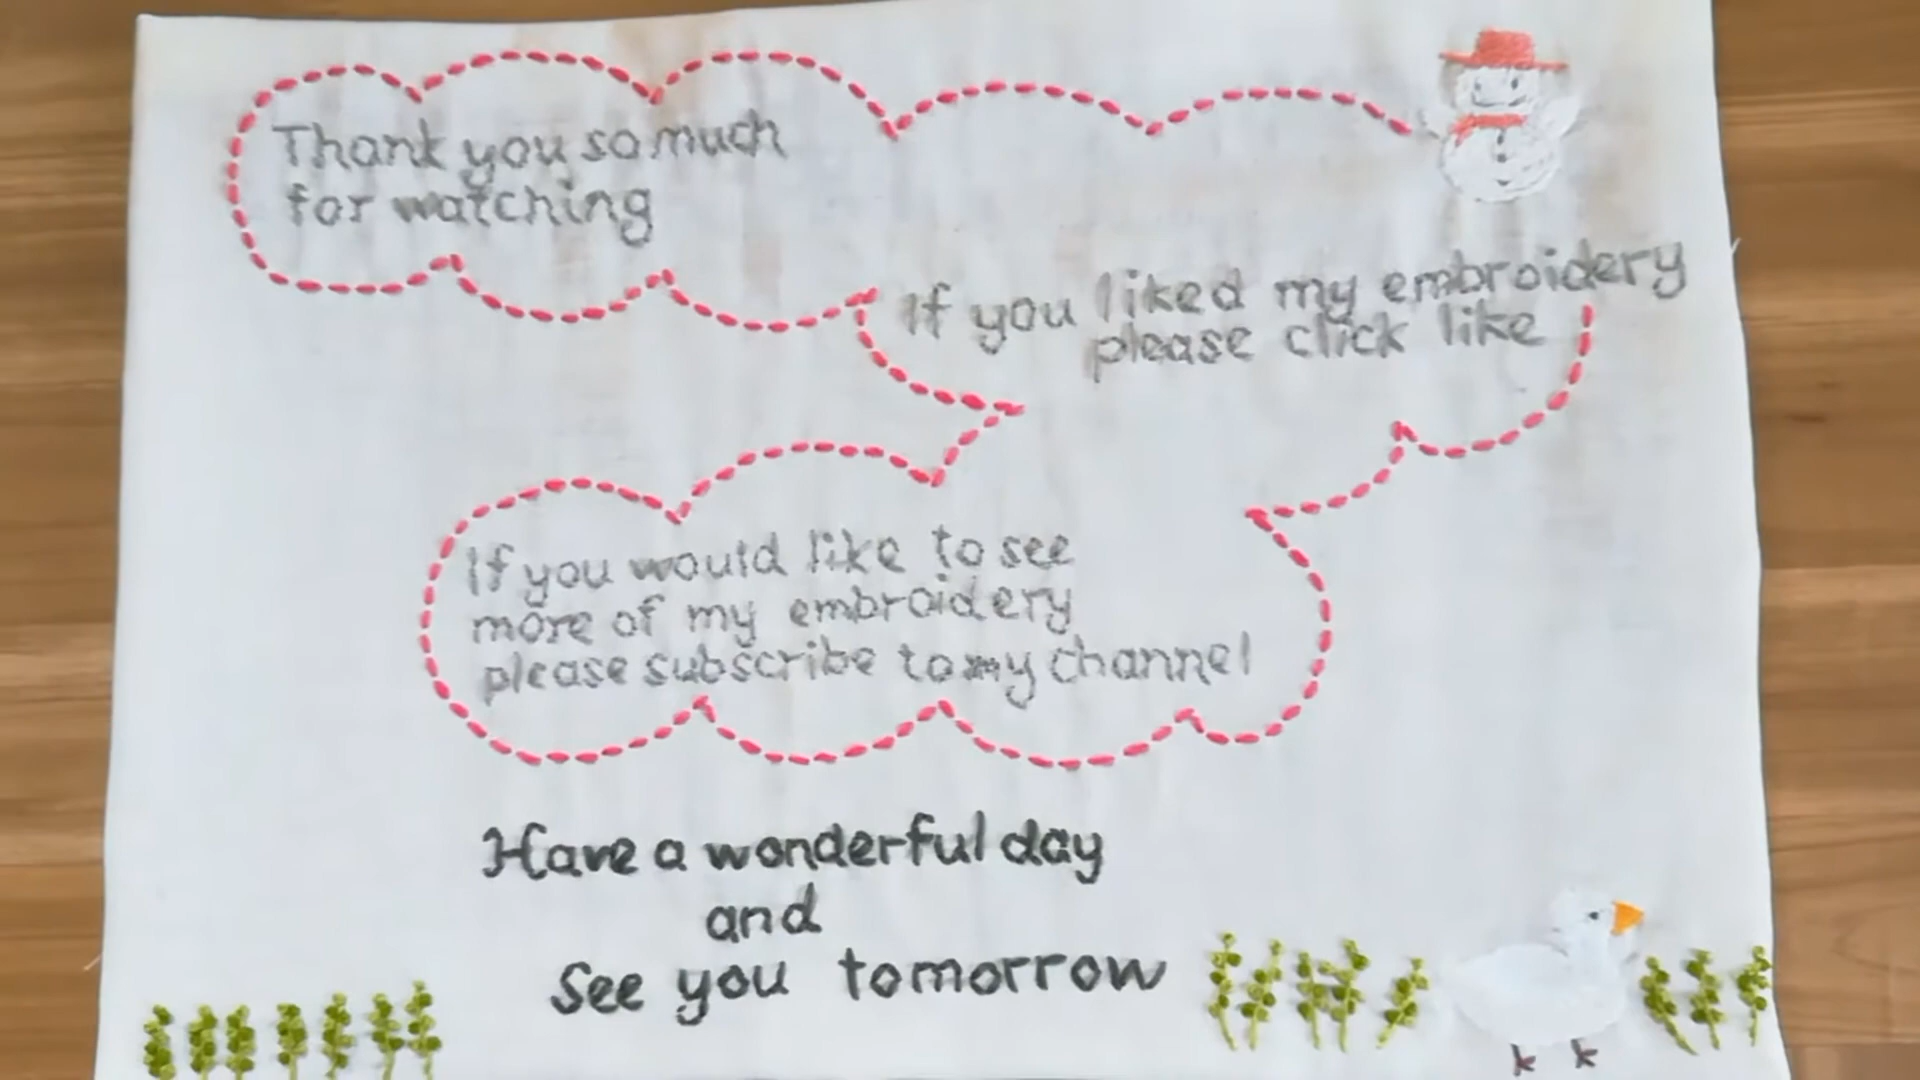 Thank you so much
for watching
If you liked my embroidery
please click like
If you would like to see
more of my embroidery
please subscribe to my channel
Have a wonderful day
and
See you tomorrow